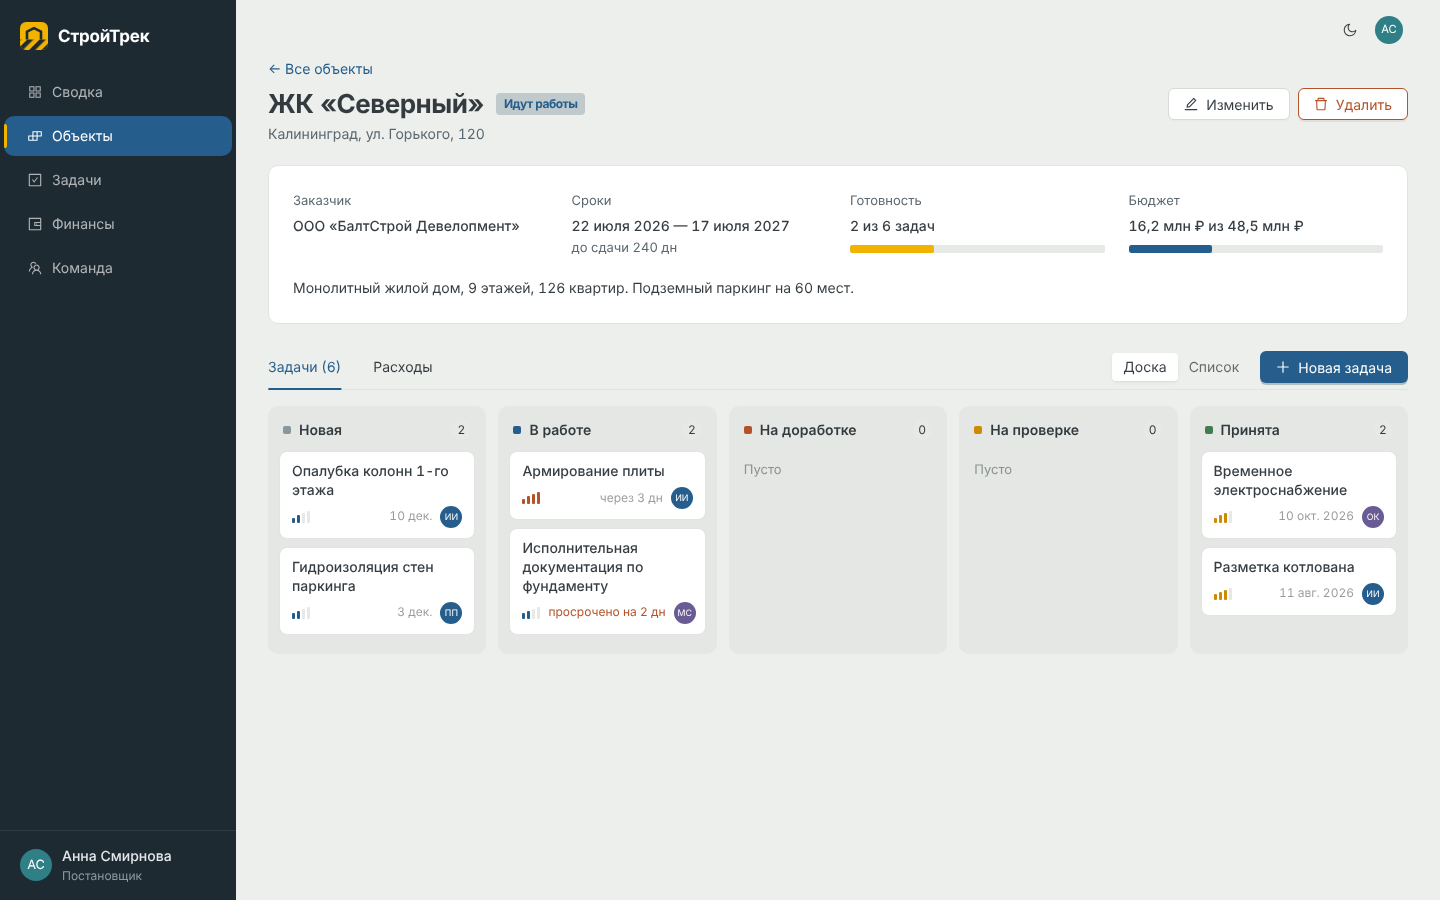 СтройТрек
Сводка
Объекты
Задачи
Финансы
Команда
Анна Смирнова
Постановщик
АС
АС
← Все объекты
ЖК «Северный»
Идут работы
Калининград, ул. Горького, 120
Изменить
Удалить
Заказчик
ООО «БалтСтрой Девелопмент»
Сроки
22 июля 2026 — 17 июля 2027
до сдачи 240 дн
Готовность
2 из 6 задач
Бюджет
16,2 млн ₽ из 48,5 млн ₽
Монолитный жилой дом, 9 этажей, 126 квартир. Подземный паркинг на 60 мест.
Задачи (6)
Расходы
Доска
Список
Новая задача
Новая
2
Опалубка колонн 1-го
этажа
10 дек.
ИИ
Гидроизоляция стен
паркинга
3 дек.
ПП
В работе
2
Армирование плиты
через 3 дн
ИИ
Исполнительная
документация по
фундаменту
просрочено на 2 дн
МС
На доработке
0
Пусто
На проверке
0
Пусто
Принята
2
Временное
электроснабжение
10 окт. 2026
ОК
Разметка котлована
11 авг. 2026
ИИ